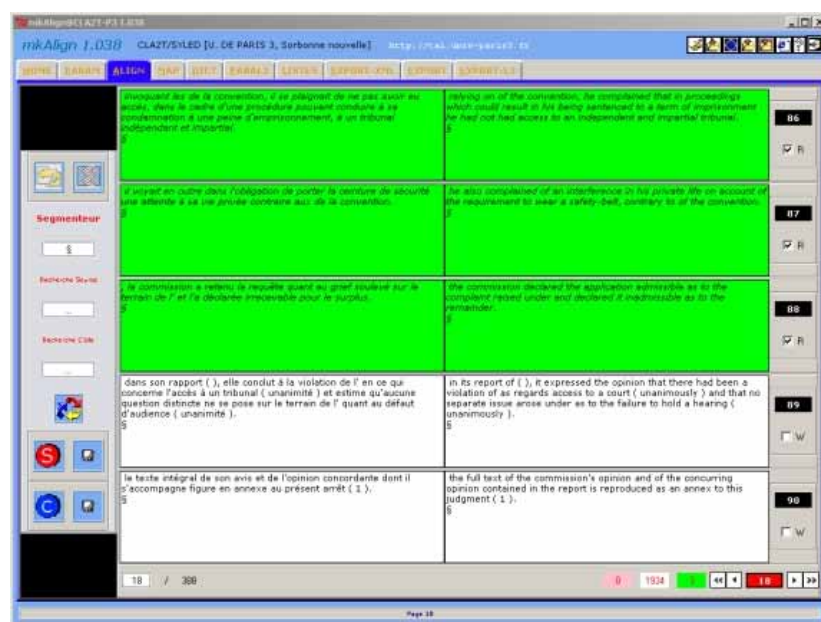 mkAlign 1.038 CLA2T/SYLED [U. DE PARIS 3, Sorbonne nouvelle]
HOME PARAM ALIGN MAP DICT
invoquant les de la convention, il se plaignait de ne pas avoir eu
accès, dans le cadre d'une procédure pouvant conduire à sa
condamnation à une peine d'emprisonnement, à un tribunal
indépendant et impartial.
§
relying on of the convention, he complained that in proceedings
which could result in his being sentenced to a term of imprisonment
he had not had access to an independent and impartial tribunal.
§
86
R
il voyait en outre dans l'obligation de porter la ceinture de sécurité
une atteinte à sa vie privée contraire aux de la convention.
§
he also complained of an interference in his private life on account of
the requirement to wear a safety-belt, contrary to of the convention.
§
87
R
Segmenteur
§
, la commission a retenu la requête quant au grief soulevé sur le
terrain de l' et l'a déclarée irrecevable pour le surplus.
§
the commission declared the application admissible as to the
complaint raised under and declared it inadmissible as to the
remainder.
§
88
R
Recherche Source
...
Recherche Cible
...
dans son rapport ( ), elle conclut à la violation de l' en ce qui
concerne l'accès à un tribunal ( unanimité ) et estime qu'aucune
question distincte ne se pose sur le terrain de l' quant au défaut
d'audience ( unanimité ).
§
in its report of ( ), it expressed the opinion that there had been a
violation of as regards access to a court ( unanimously ) and that no
separate issue arose under as to the failure to hold a hearing (
unanimously ).
§
89
W
S
C
le texte intégral de son avis et de l'opinion concordante dont il
s'accompagne figure en annexe au présent arrêt ( 1 ).
§
the full text of the commission's opinion and of the concurring
opinion contained in the report is reproduced as an annex to this
judgment ( 1 ).
§
90
W
18 / 388
0 1934 18
Page 18